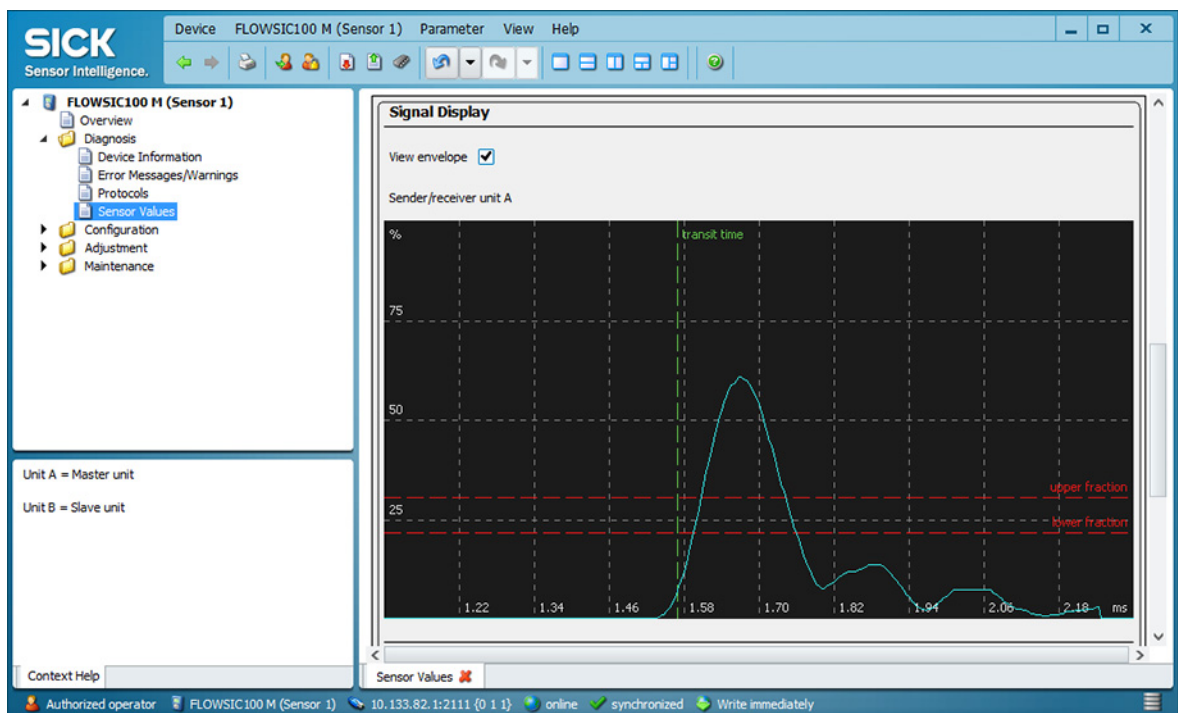 SICK
Sensor Intelligence.
Device FLOWSIC100 M (Sensor 1) Parameter View Help
FLOWSIC100 M (Sensor 1)
Overview
Diagnosis
Device Information
Error Messages/Warnings
Protocols
Sensor Values
Configuration
Adjustment
Maintenance
Unit A = Master unit
Unit B = Slave unit
Context Help
Signal Display
View envelope
Sender/receiver unit A
%
transit time
75
50
upper fraction
25
lower fraction
1.22 1.34 1.46 1.58 1.70 1.82 1.94 2.06 2.18 ms
Sensor Values
Authorized operator FLOWSIC100 M (Sensor 1) 10.133.82.1:2111 {0 1 1} online synchronized Write immediately